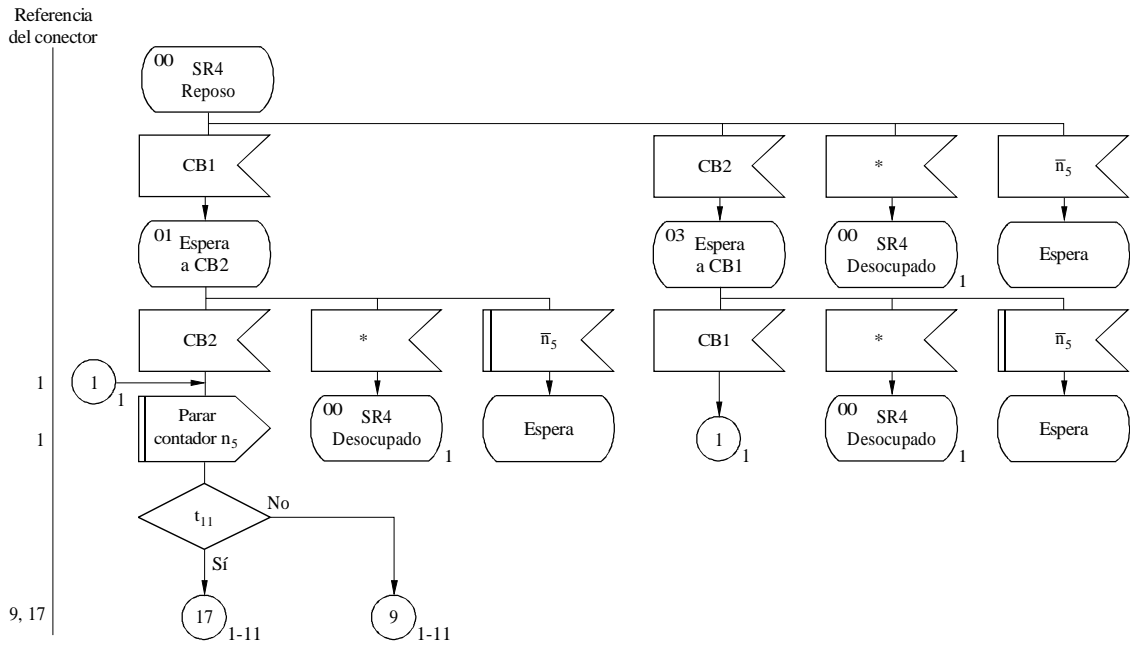 Referencia
del conector
00 SR4
Reposo
CB1
CB2
*
n̅5
01 Espera
a CB2
03 Espera
a CB1
00 SR4
Desocupado
1
Espera
CB2
*
n̅5
CB1
*
n̅5
1
1
1
Parar
contador n5
00 SR4
Desocupado
1
Espera
1
1
00 SR4
Desocupado
1
Espera
1
t11
No
Sí
9, 17
17
1-11
9
1-11